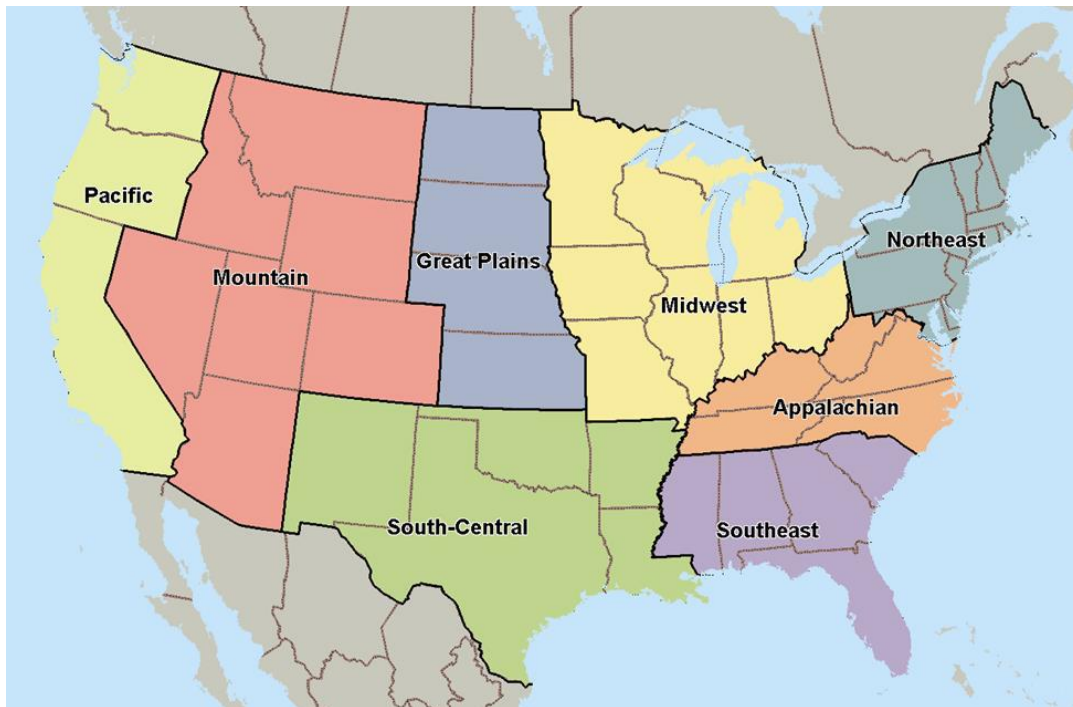 Pacific
Northeast
Great Plains
Mountain
Midwest
Appalachian
South-Central
Southeast